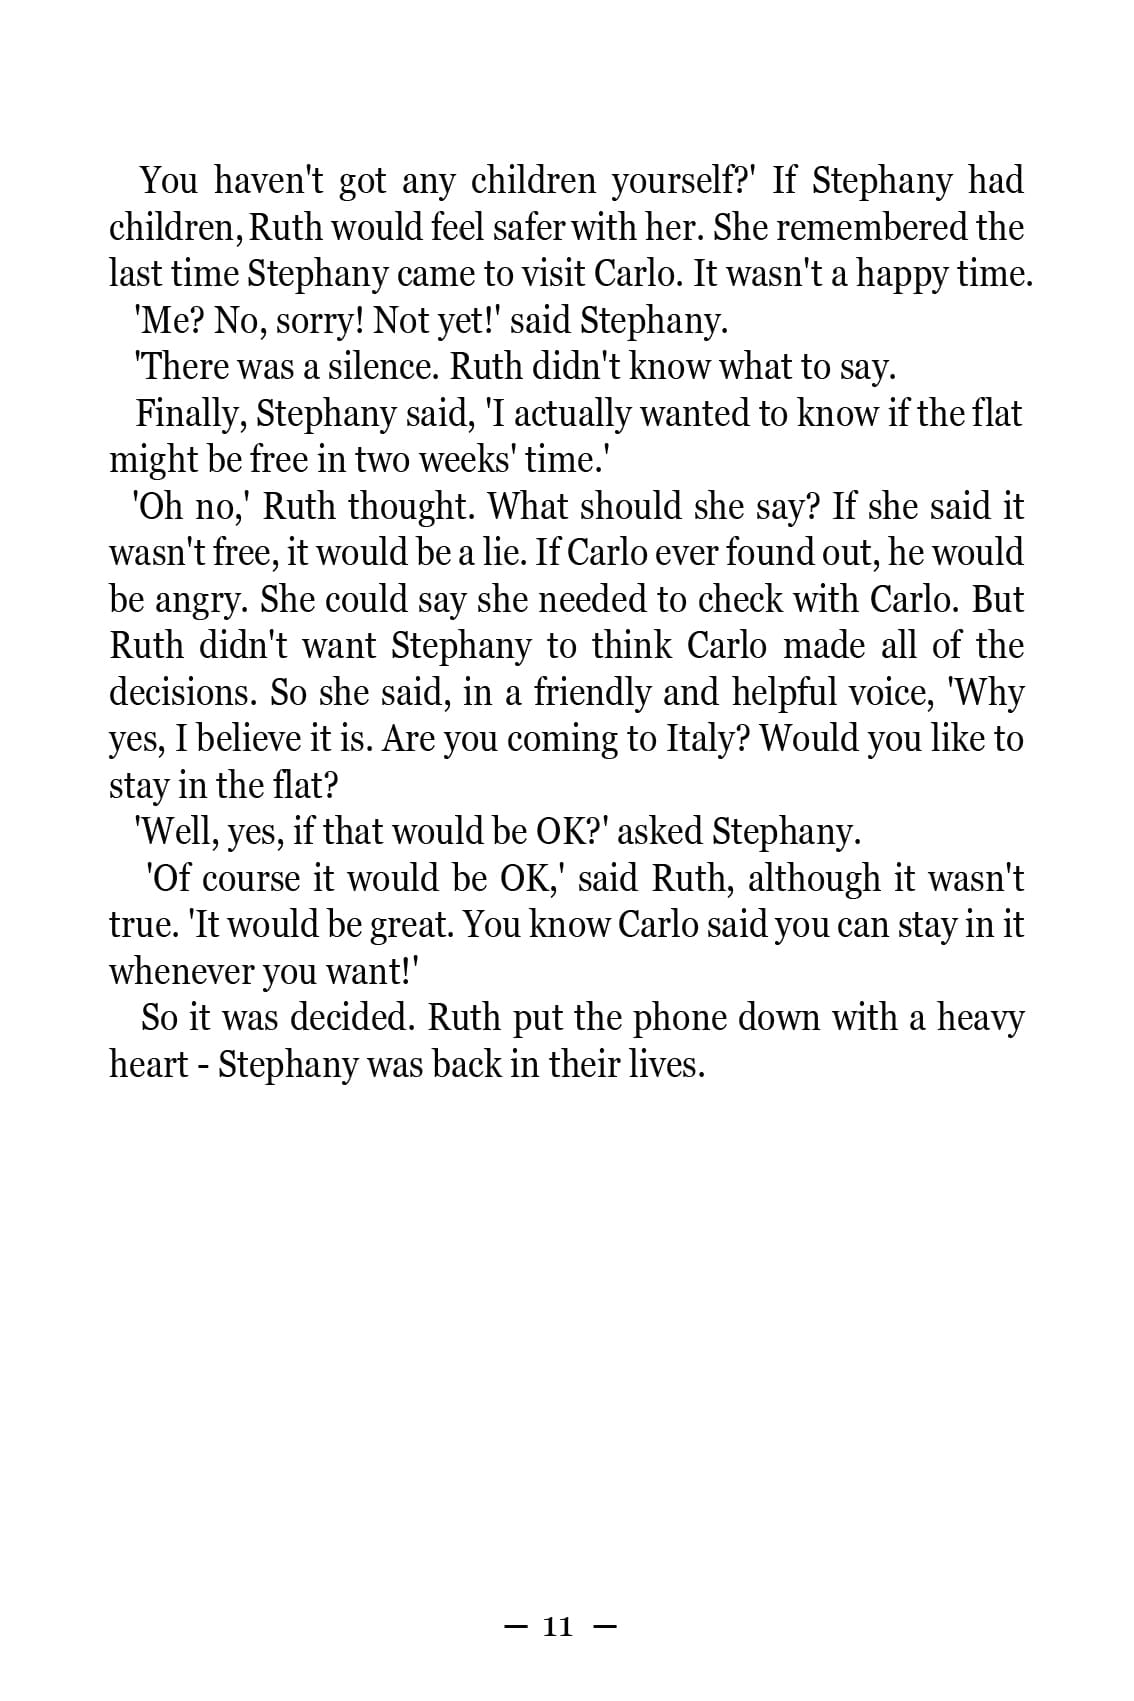 You haven't got any children yourself?' If Stephany had
children, Ruth would feel safer with her. She remembered the
last time Stephany came to visit Carlo. It wasn't a happy time.
'Me? No, sorry! Not yet!' said Stephany.
'There was a silence. Ruth didn't know what to say.
Finally, Stephany said, 'I actually wanted to know if the flat
might be free in two weeks' time.'
'Oh no,' Ruth thought. What should she say? If she said it
wasn't free, it would be a lie. If Carlo ever found out, he would
be angry. She could say she needed to check with Carlo. But
Ruth didn't want Stephany to think Carlo made all of the
decisions. So she said, in a friendly and helpful voice, 'Why
yes, I believe it is. Are you coming to Italy? Would you like to
stay in the flat?
'Well, yes, if that would be OK?' asked Stephany.
'Of course it would be OK,' said Ruth, although it wasn't
true. 'It would be great. You know Carlo said you can stay in it
whenever you want!'
So it was decided. Ruth put the phone down with a heavy
heart - Stephany was back in their lives.
— 11 —